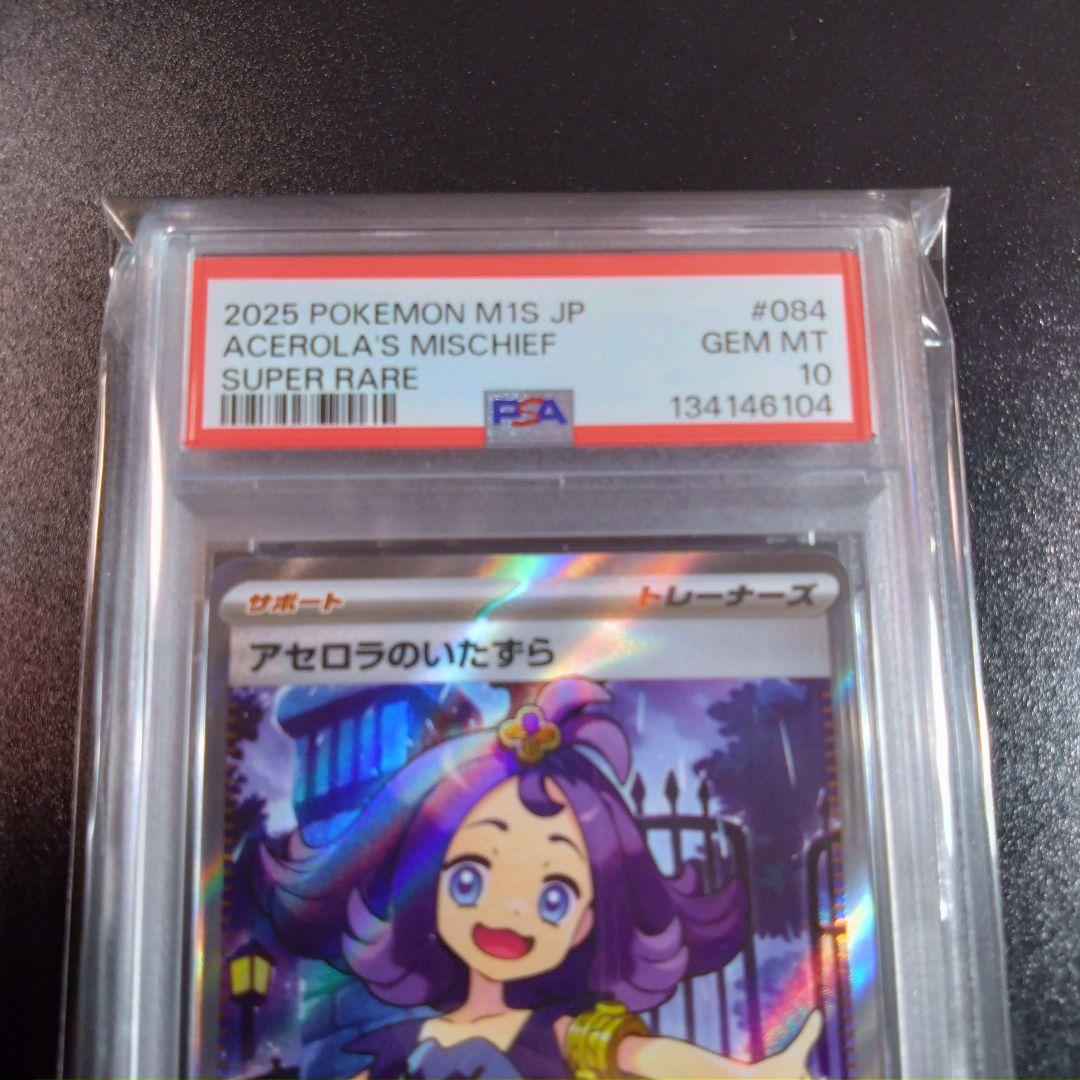 2025 POKEMON M1S JP #084
ACEROLA'S MISCHIEF GEM MT
SUPER RARE 10
PSA 134146104
サポート トレーナーズ
アセロラのいたずら